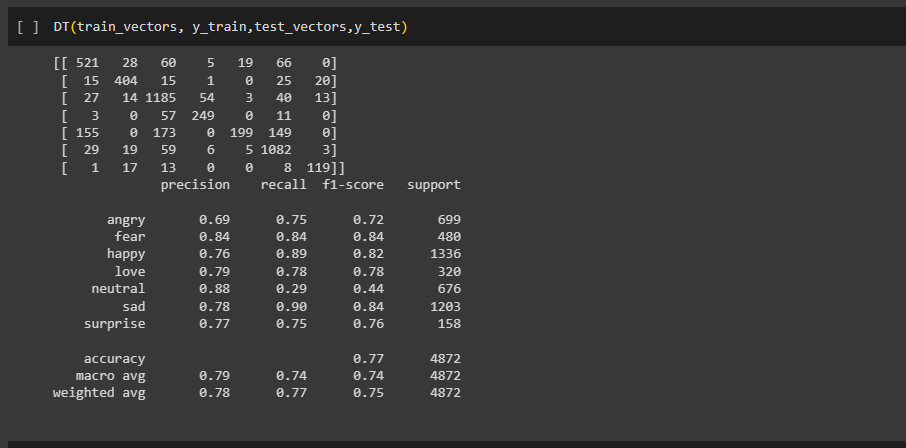 [ ] DT(train_vectors, y_train,test_vectors,y_test)
[[ 521 28 60 5 19 66 0]
[ 15 404 15 1 0 25 20]
[ 27 14 1185 54 3 40 13]
[ 3 0 57 249 0 11 0]
[ 155 0 173 0 199 149 0]
[ 29 19 59 6 5 1082 3]
[ 1 17 13 0 0 8 119]]
precision recall f1-score support
angry 0.69 0.75 0.72 699
fear 0.84 0.84 0.84 480
happy 0.76 0.89 0.82 1336
love 0.79 0.78 0.78 320
neutral 0.88 0.29 0.44 676
sad 0.78 0.90 0.84 1203
surprise 0.77 0.75 0.76 158
accuracy 0.77 4872
macro avg 0.79 0.74 0.74 4872
weighted avg 0.78 0.77 0.75 4872